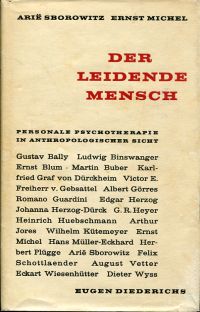 ARIË SBOROWITZ ERNST MICHEL
DER
LEIDENDE
MENSCH
PERSONALE PSYCHOTHERAPIE
IN ANTHROPOLOGISCHER SICHT
Gustav Bally Ludwig Binswanger
Ernst Blum · Martin Buber Karl-
fried Graf von Dürckheim Victor E.
Freiherr v. Gebsattel Albert Görres
Romano Guardini Edgar Herzog
Johanna Herzog-Dürck G. R. Heyer
Heinrich Huebschmann Arthur
Jores Wilhelm Kütemeyer Ernst
Michel Hans Müller-Eckhard Her-
bert Plügge Arië Sborowitz Felix
Schottlaender August Vetter
Eckart Wiesenhütter Dieter Wyss
EUGEN DIEDERICHS